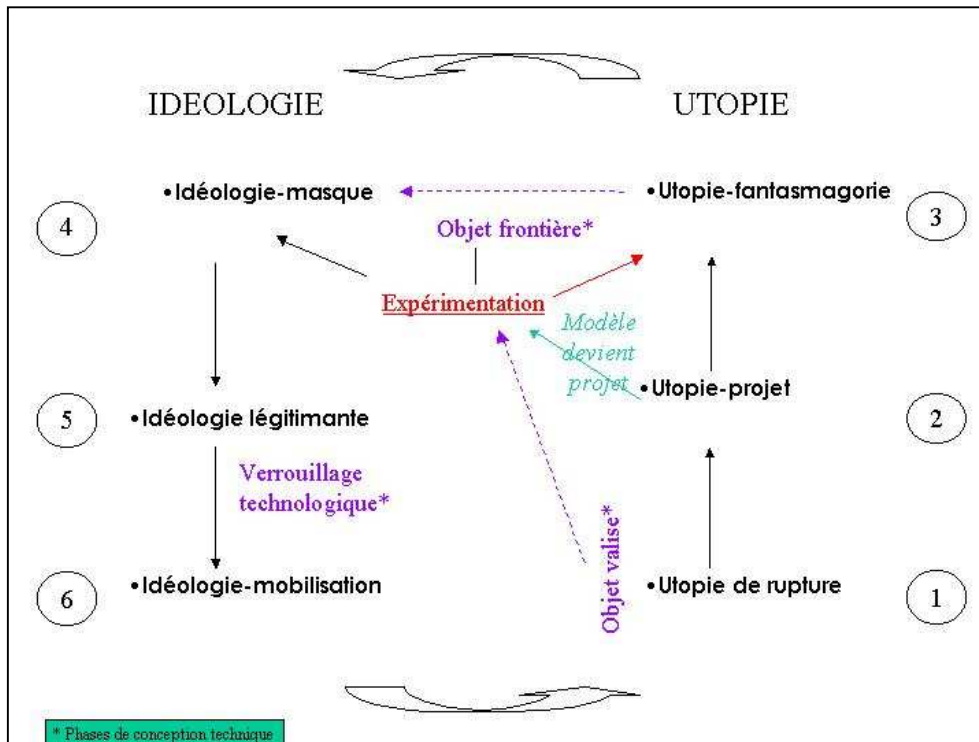 IDEOLOGIE
UTOPIE
•Idéologie-masque
•Utopie-fantasmagorie
4
3
Objet frontière*
Expérimentation
Modèle
devient
projet
•Utopie-projet
5
•Idéologie légitimante
2
Verrouillage
technologique*
Objet valise*
6
•Idéologie-mobilisation
•Utopie de rupture
1
* Phases de conception technique